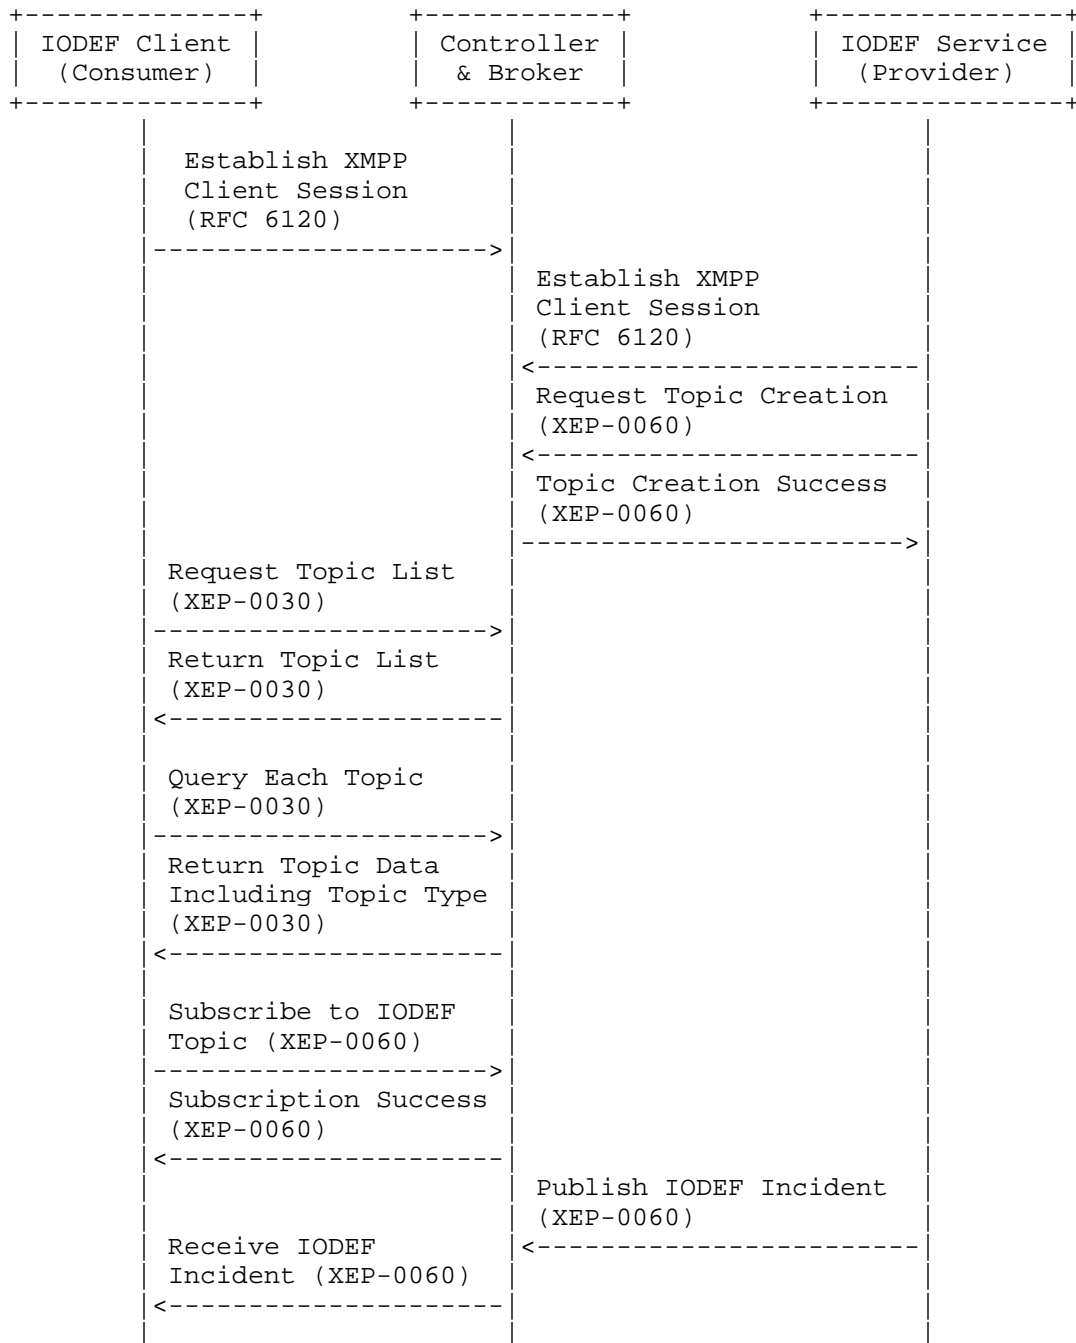 IODEF Client
(Consumer)
Controller
& Broker
IODEF Service
(Provider)
Establish XMPP
Client Session
(RFC 6120)
Establish XMPP
Client Session
(RFC 6120)
Request Topic Creation
(XEP-0060)
Topic Creation Success
(XEP-0060)
Request Topic List
(XEP-0030)
Return Topic List
(XEP-0030)
Query Each Topic
(XEP-0030)
Return Topic Data
Including Topic Type
(XEP-0030)
Subscribe to IODEF
Topic (XEP-0060)
Subscription Success
(XEP-0060)
Publish IODEF Incident
(XEP-0060)
Receive IODEF
Incident (XEP-0060)